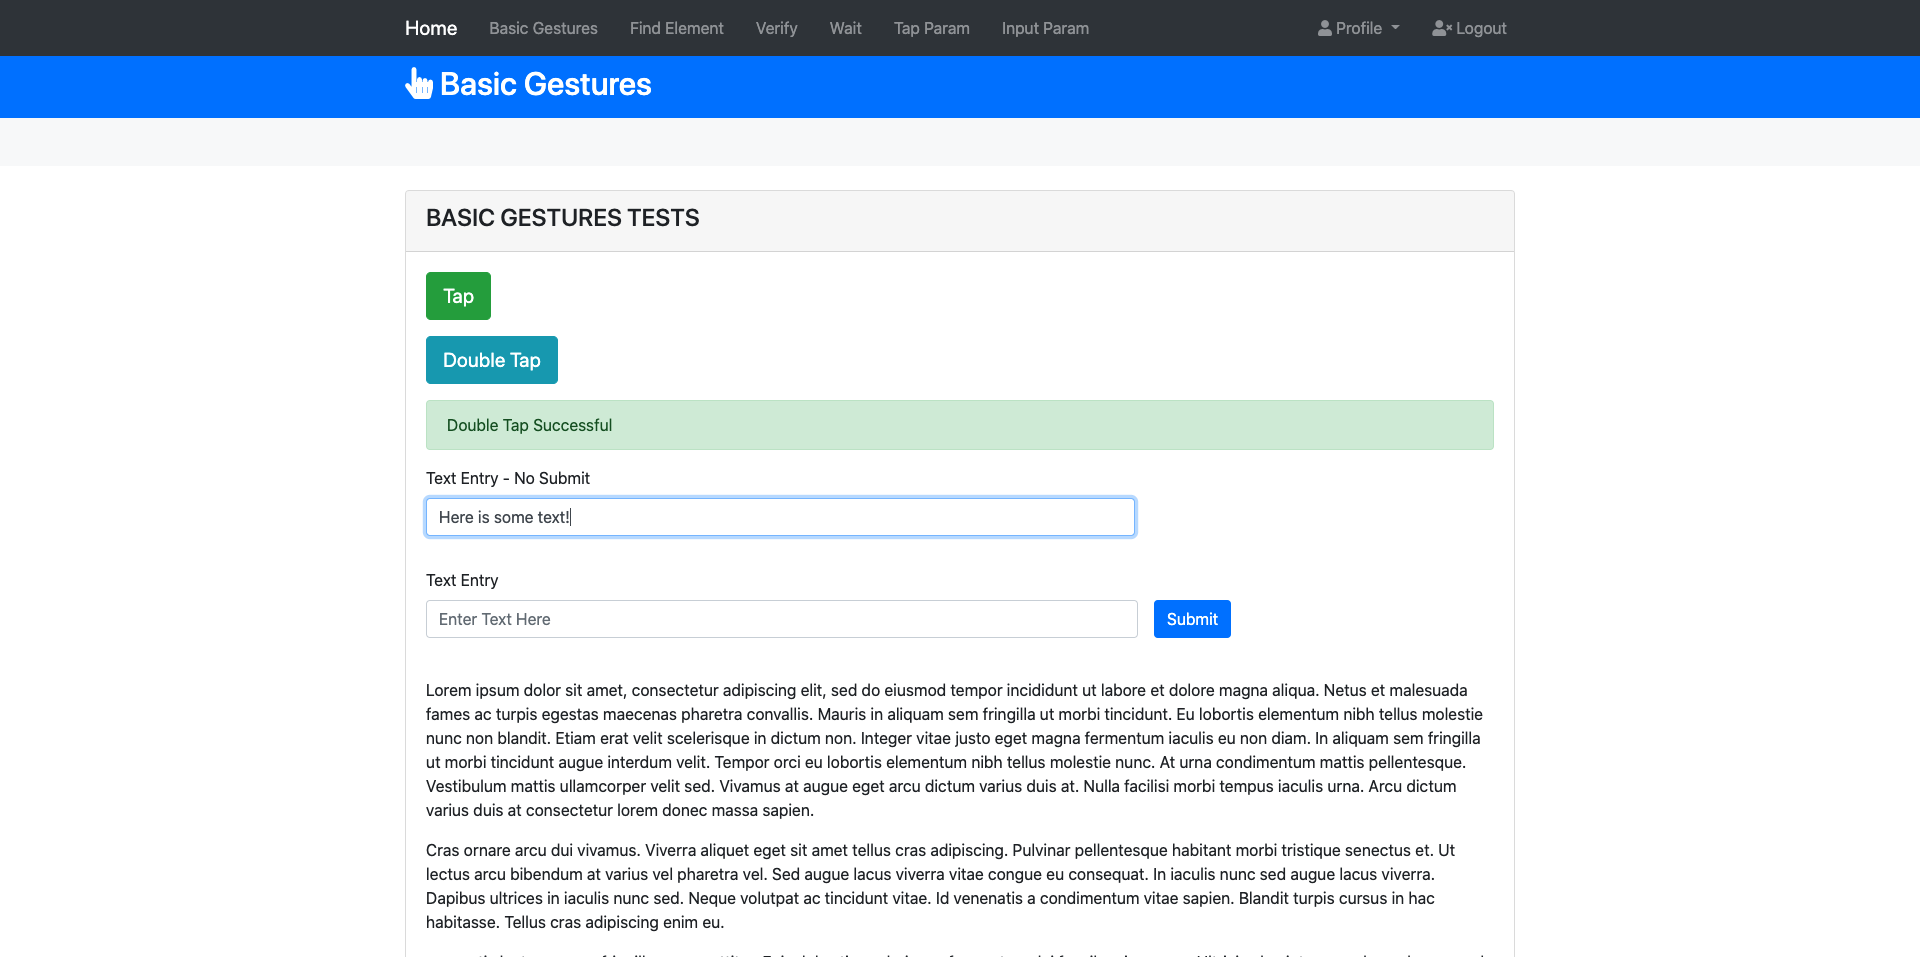 Home Basic Gestures Find Element Verify Wait Tap Param Input Param Profile Logout
Basic Gestures
BASIC GESTURES TESTS
Tap
Double Tap
Double Tap Successful
Text Entry - No Submit
Here is some text!
Text Entry
Enter Text Here Submit
Lorem ipsum dolor sit amet, consectetur adipiscing elit, sed do eiusmod tempor incididunt ut labore et dolore magna aliqua. Netus et malesuada
fames ac turpis egestas maecenas pharetra convallis. Mauris in aliquam sem fringilla ut morbi tincidunt. Eu lobortis elementum nibh tellus molestie
nunc non blandit. Etiam erat velit scelerisque in dictum non. Integer vitae justo eget magna fermentum iaculis eu non diam. In aliquam sem fringilla
ut morbi tincidunt augue interdum velit. Tempor orci eu lobortis elementum nibh tellus molestie nunc. At urna condimentum mattis pellentesque.
Vestibulum mattis ullamcorper velit sed. Vivamus at augue eget arcu dictum varius duis at. Nulla facilisi morbi tempus iaculis urna. Arcu dictum
varius duis at consectetur lorem donec massa sapien.
Cras ornare arcu dui vivamus. Viverra aliquet eget sit amet tellus cras adipiscing. Pulvinar pellentesque habitant morbi tristique senectus et. Ut
lectus arcu bibendum at varius vel pharetra vel. Sed augue lacus viverra vitae congue eu consequat. In iaculis nunc sed augue lacus viverra.
Dapibus ultrices in iaculis nunc sed. Neque volutpat ac tincidunt vitae. Id venenatis a condimentum vitae sapien. Blandit turpis cursus in hac
habitasse. Tellus cras adipiscing enim eu.